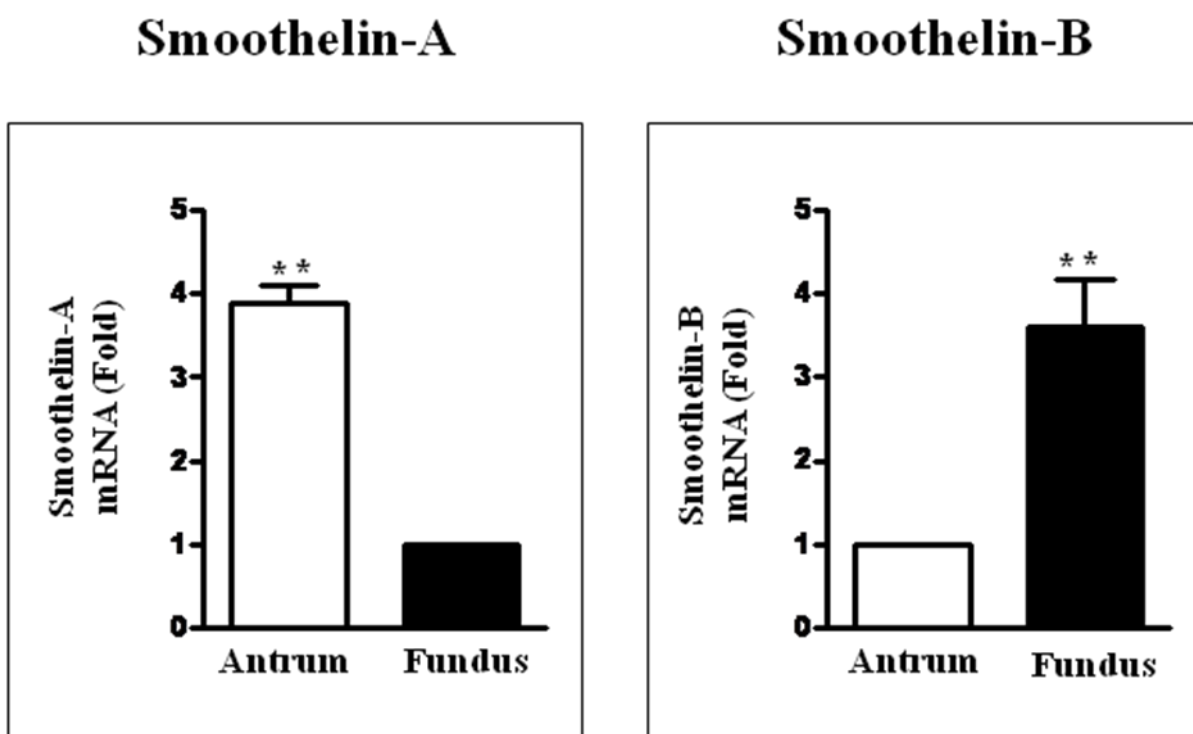 Smoothelin-A
Smoothelin-B
Smoothelin-A
mRNA (Fold)
5
4
3
2
1
0
**
Antrum
Fundus
Smoothelin-B
mRNA (Fold)
5
4
3
2
1
0
**
Antrum
Fundus